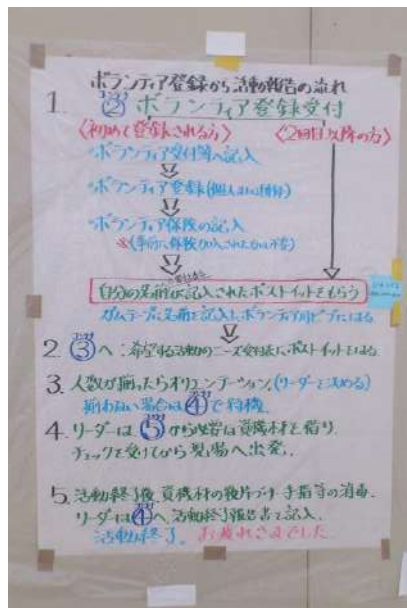 ボランティア登録から活動報告の流れ
1. ② ボランティア登録受付
〈初めて登録される方〉 〈2回目以降の方〉
・ボランティア受付簿へ記入
・ボランティア登録(個人または団体)
・ボランティア保険の記入
※(事前に保険加入された方は不要)
自分の名前が記入されたポストイットをもらう
ガムテープに名前を記入しボランティアビブにはる
2. ③へ:希望する活動のニーズ受付表にポストイットをはる
3. 人数が揃ったらオリエンテーション。(リーダーを決める)
揃わない場合は④で待機
4. リーダーは⑤から必要な資機材を借り
チェックを受けてから現場へ出発。
5. 活動終了後、資機材の後片づけ・手指等の消毒。
リーダーは④へ、活動終了報告書を記入。
活動終了。お疲れさまでした